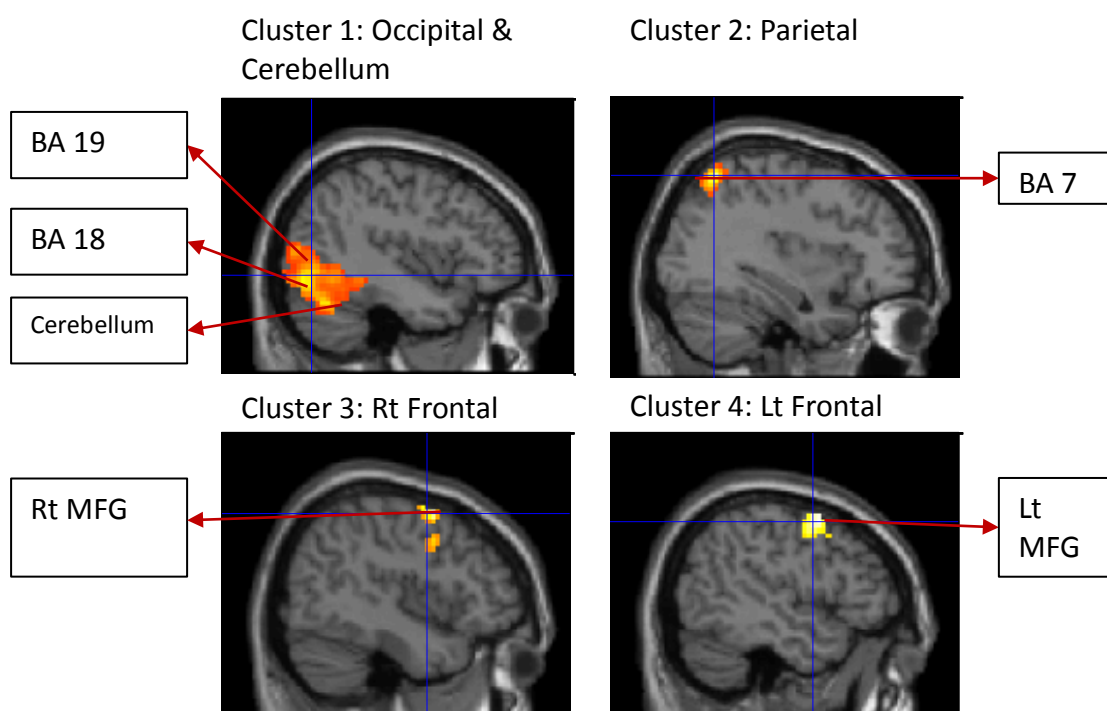 Cluster 1: Occipital &
Cerebellum
Cluster 2: Parietal
BA 19
BA 18
Cerebellum
BA 7
Cluster 3: Rt Frontal
Cluster 4: Lt Frontal
Rt MFG
Lt
MFG